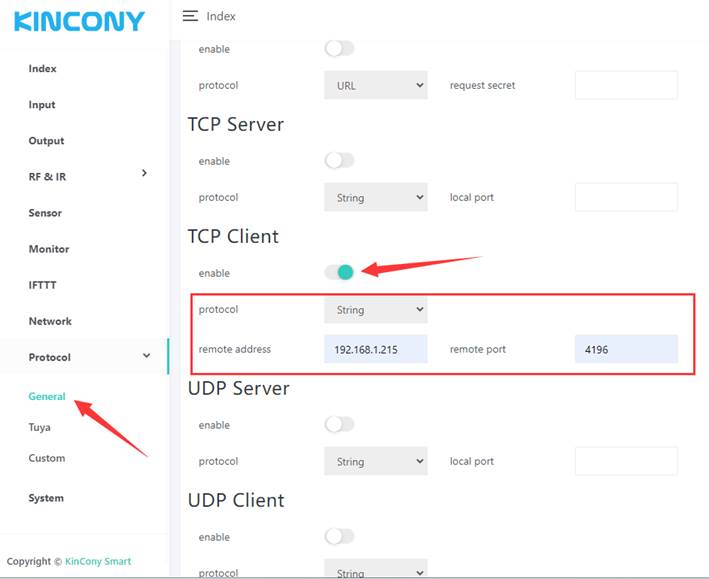 KINCONY
Index
Input
Output
RF & IR
Sensor
Monitor
IFTTT
Network
Protocol
General
Tuya
Custom
System
Copyright © KinCony Smart
Index
enable
protocol URL request secret
TCP Server
enable
protocol String local port
TCP Client
enable
protocol String
remote address 192.168.1.215 remote port 4196
UDP Server
enable
protocol String local port
UDP Client
enable
protocol String